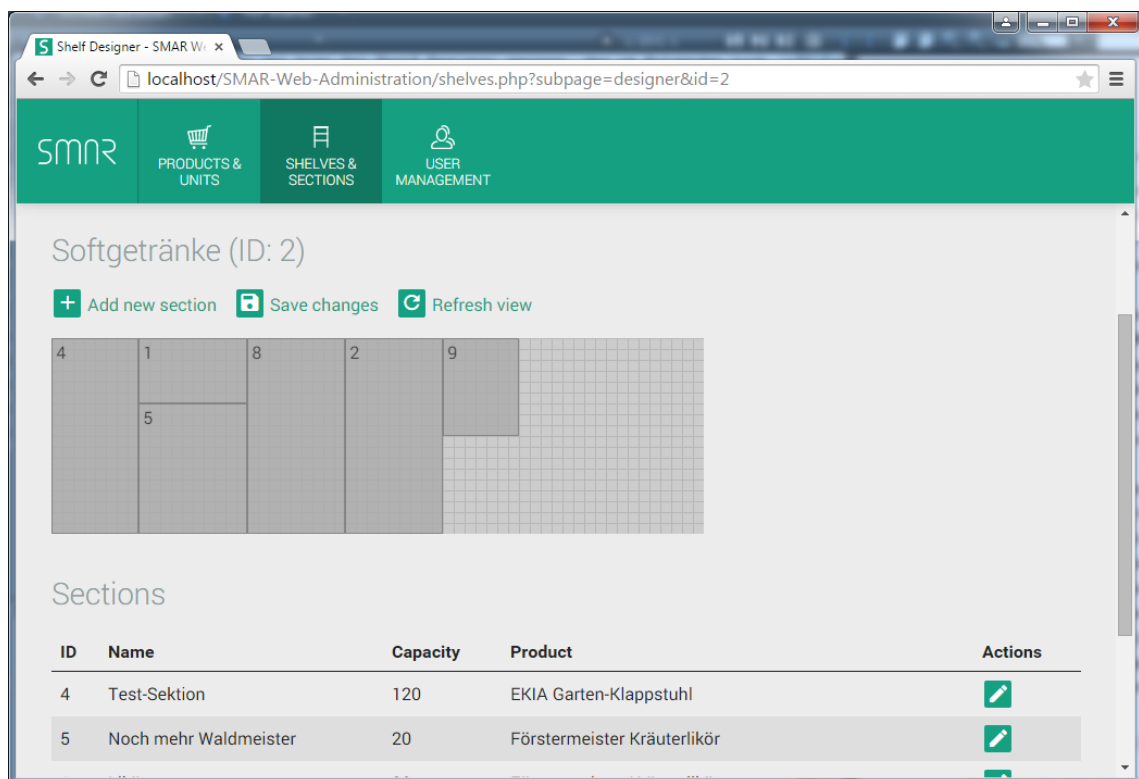 Shelf Designer - SMAR We
localhost/SMAR-Web-Administration/shelves.php?subpage=designer&id=2
SMAR
PRODUCTS &
UNITS
SHELVES &
SECTIONS
USER
MANAGEMENT
Softgetränke (ID: 2)
Add new section Save changes Refresh view
4 1 8 2 9
5
Sections
ID Name Capacity Product Actions
4 Test-Sektion 120 EKIA Garten-Klappstuhl
5 Noch mehr Waldmeister 20 Förstermeister Kräuterlikör